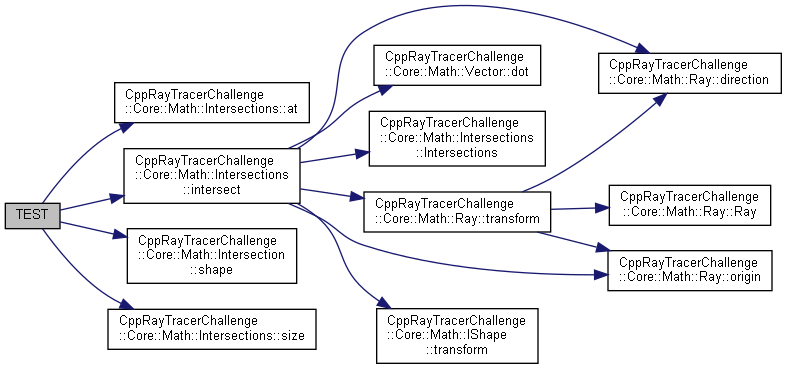 TEST
CppRayTracerChallenge
::Core::Math::Intersections::at
CppRayTracerChallenge
::Core::Math::Intersections
::intersect
CppRayTracerChallenge
::Core::Math::Intersection
::shape
CppRayTracerChallenge
::Core::Math::Intersections::size
CppRayTracerChallenge
::Core::Math::Vector::dot
CppRayTracerChallenge
::Core::Math::Intersections
::Intersections
CppRayTracerChallenge
::Core::Math::Ray::transform
CppRayTracerChallenge
::Core::Math::IShape
::transform
CppRayTracerChallenge
::Core::Math::Ray::direction
CppRayTracerChallenge
::Core::Math::Ray::Ray
CppRayTracerChallenge
::Core::Math::Ray::origin